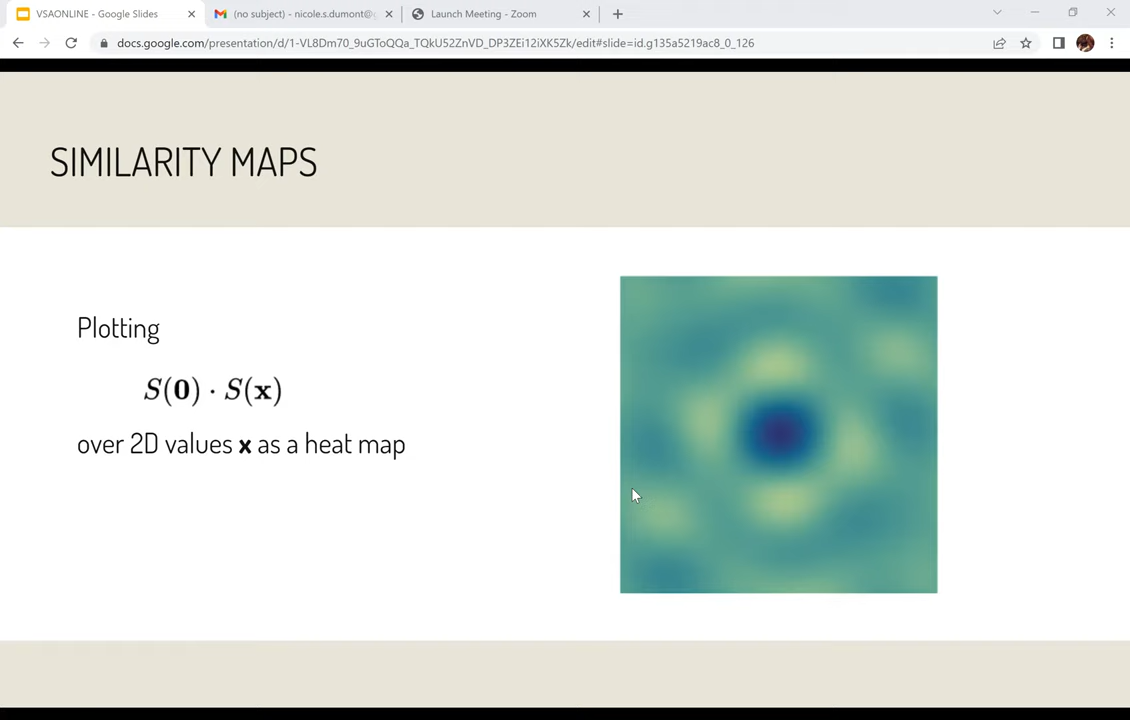 VSAONLINE - Google Slides
(no subject) - nicole.s.dumont@
Launch Meeting - Zoom
docs.google.com/presentation/d/1-VL8Dm70_9uGToQQa_TQkU52ZnVD_DP3ZEi12iXK5Zk/edit#slide=id.g135a5219ac8_0_126
SIMILARITY MAPS
Plotting
S(0) · S(x)
over 2D values x as a heat map